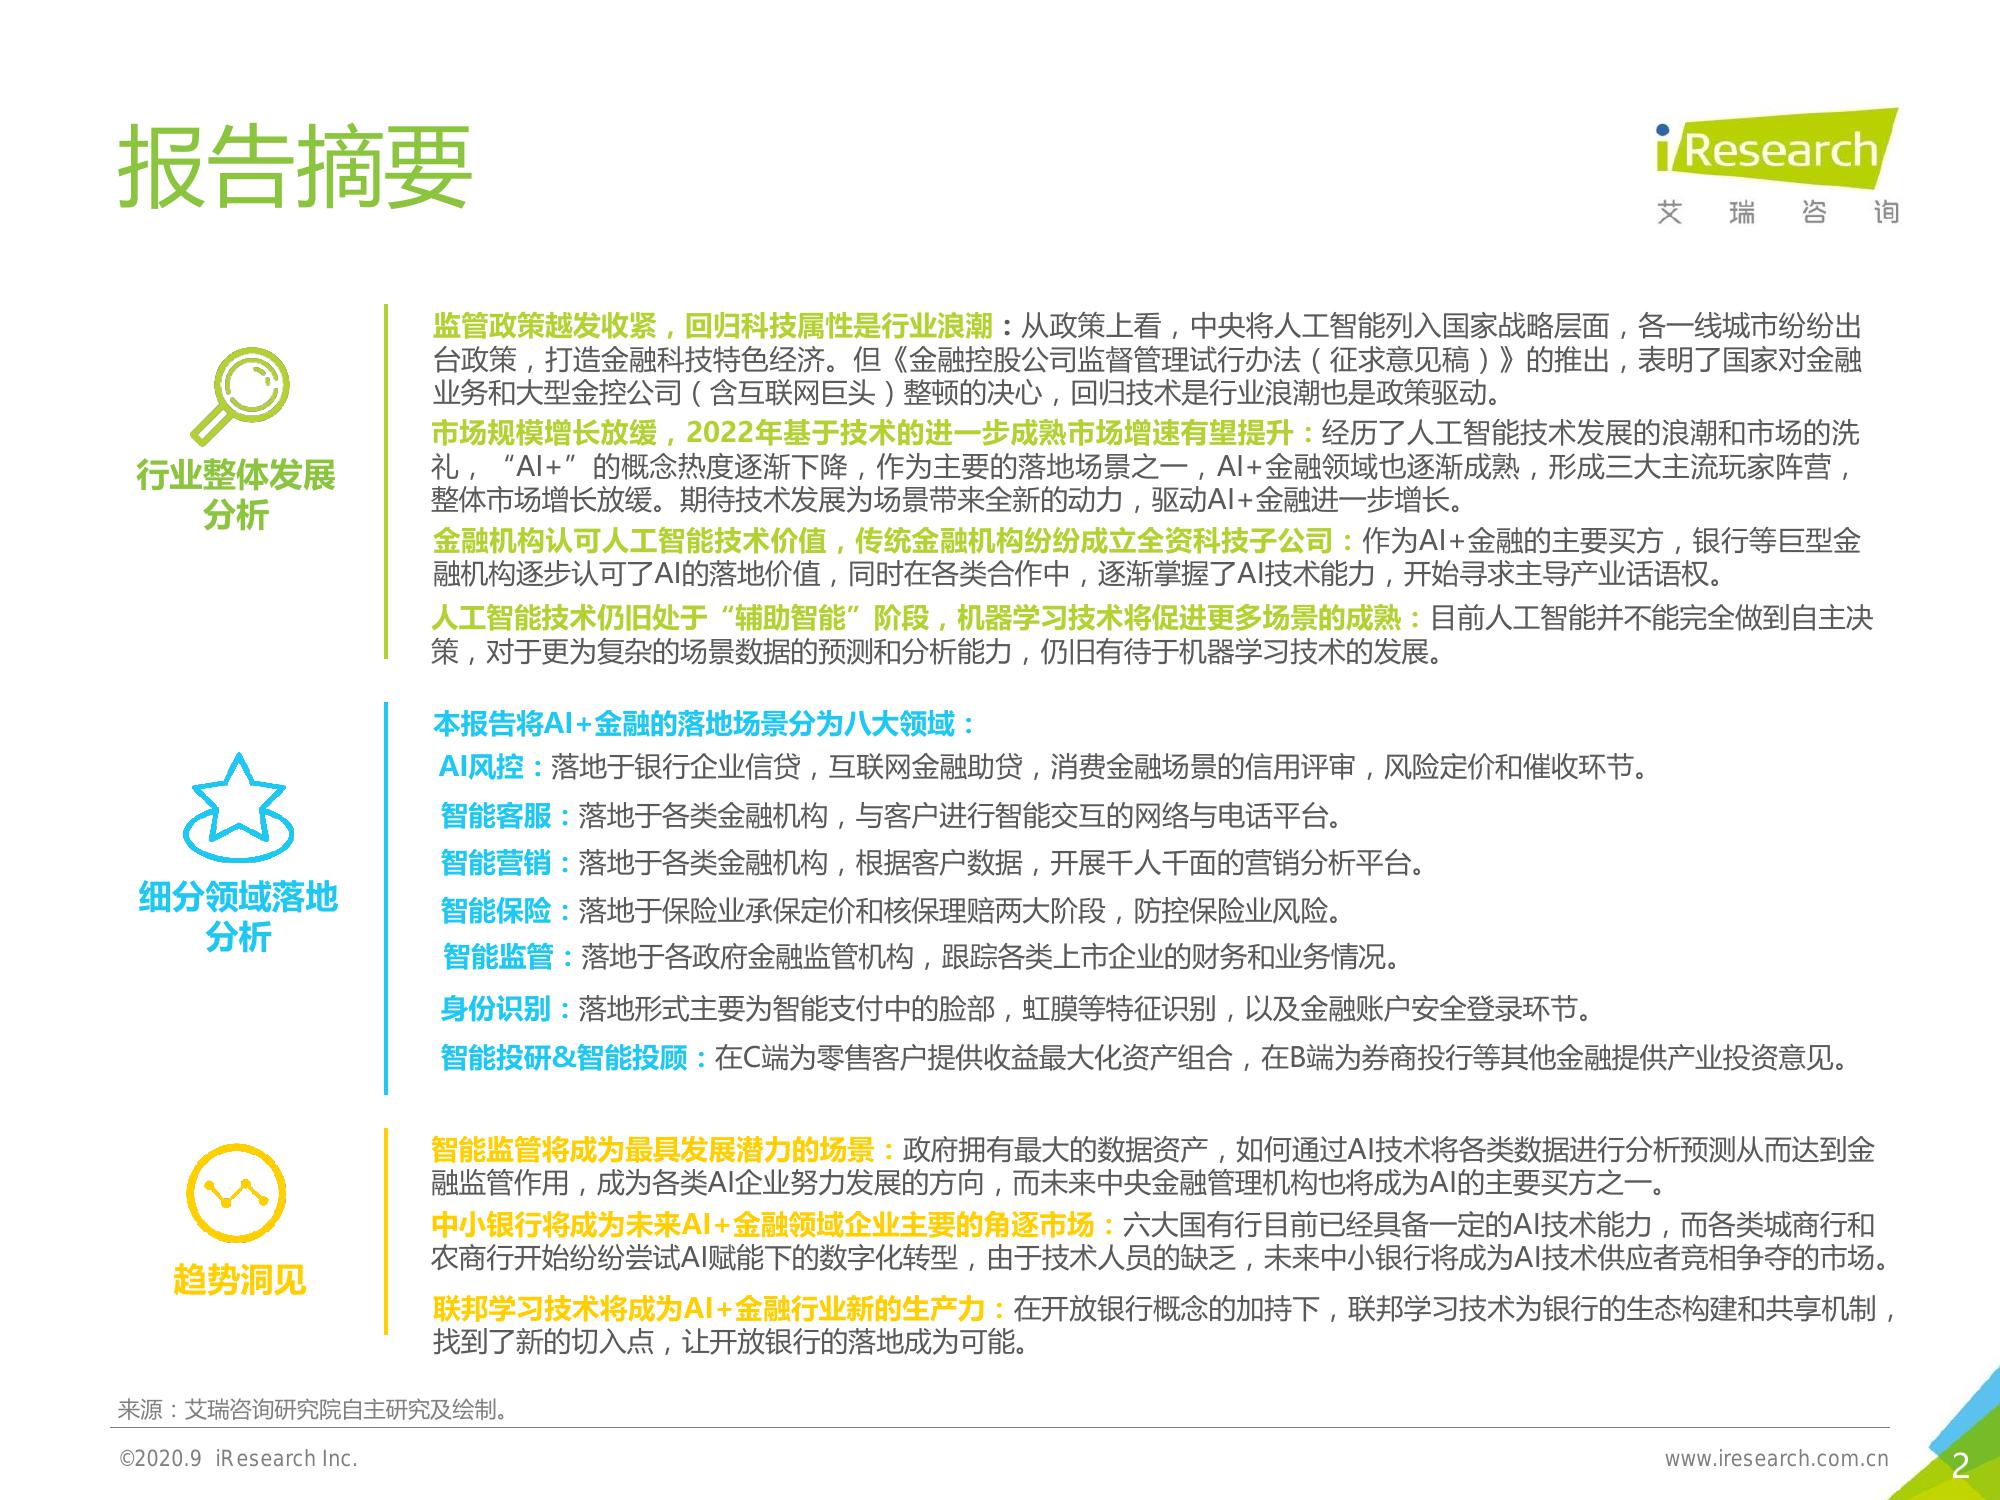 报告摘要
iResearch
艾瑞咨询
行业整体发展
分析
监管政策越发收紧，回归科技属性是行业浪潮：从政策上看，中央将人工智能列入国家战略层面，各一线城市纷纷出
台政策，打造金融科技特色经济。但《金融控股公司监督管理试行办法（征求意见稿）》的推出，表明了国家对金融
业务和大型金控公司（含互联网巨头）整顿的决心，回归技术是行业浪潮也是政策驱动。
市场规模增长放缓，2022年基于技术的进一步成熟市场增速有望提升：经历了人工智能技术发展的浪潮和市场的洗
礼，“AI+”的概念热度逐渐下降，作为主要的落地场景之一，AI+金融领域也逐渐成熟，形成三大主流玩家阵营，
整体市场增长放缓。期待技术发展为场景带来全新的动力，驱动AI+金融进一步增长。
金融机构认可人工智能技术价值，传统金融机构纷纷成立全资科技子公司：作为AI+金融的主要买方，银行等巨型金
融机构逐步认可了AI的落地价值，同时在各类合作中，逐渐掌握了AI技术能力，开始寻求主导产业话语权。
人工智能技术仍旧处于“辅助智能”阶段，机器学习技术将促进更多场景的成熟：目前人工智能并不能完全做到自主决
策，对于更为复杂的场景数据的预测和分析能力，仍旧有待于机器学习技术的发展。
细分领域落地
分析
本报告将AI+金融的落地场景分为八大领域：
AI风控：落地于银行企业信贷，互联网金融助贷，消费金融场景的信用评审，风险定价和催收环节。
智能客服：落地于各类金融机构，与客户进行智能交互的网络与电话平台。
智能营销：落地于各类金融机构，根据客户数据，开展千人千面的营销分析平台。
智能保险：落地于保险业承保定价和核保理赔两大阶段，防控保险业风险。
智能监管：落地于各政府金融监管机构，跟踪各类上市企业的财务和业务情况。
身份识别：落地形式主要为智能支付中的脸部，虹膜等特征识别，以及金融账户安全登录环节。
智能投研&智能投顾：在C端为零售客户提供收益最大化资产组合，在B端为券商投行等其他金融提供产业投资意见。
趋势洞见
智能监管将成为最具发展潜力的场景：政府拥有最大的数据资产，如何通过AI技术将各类数据进行分析预测从而达到金
融监管作用，成为各类AI企业努力发展的方向，而未来中央金融管理机构也将成为AI的主要买方之一。
中小银行将成为未来AI+金融领域企业主要的角逐市场：六大国有行目前已经具备一定的AI技术能力，而各类城商行和
农商行开始纷纷尝试AI赋能下的数字化转型，由于技术人员的缺乏，未来中小银行将成为AI技术供应者竞相争夺的市场。
联邦学习技术将成为AI+金融行业新的生产力：在开放银行概念的加持下，联邦学习技术为银行的生态构建和共享机制，
找到了新的切入点，让开放银行的落地成为可能。
来源：艾瑞咨询研究院自主研究及绘制。
©2020.9 iResearch Inc.
www.iresearch.com.cn
2